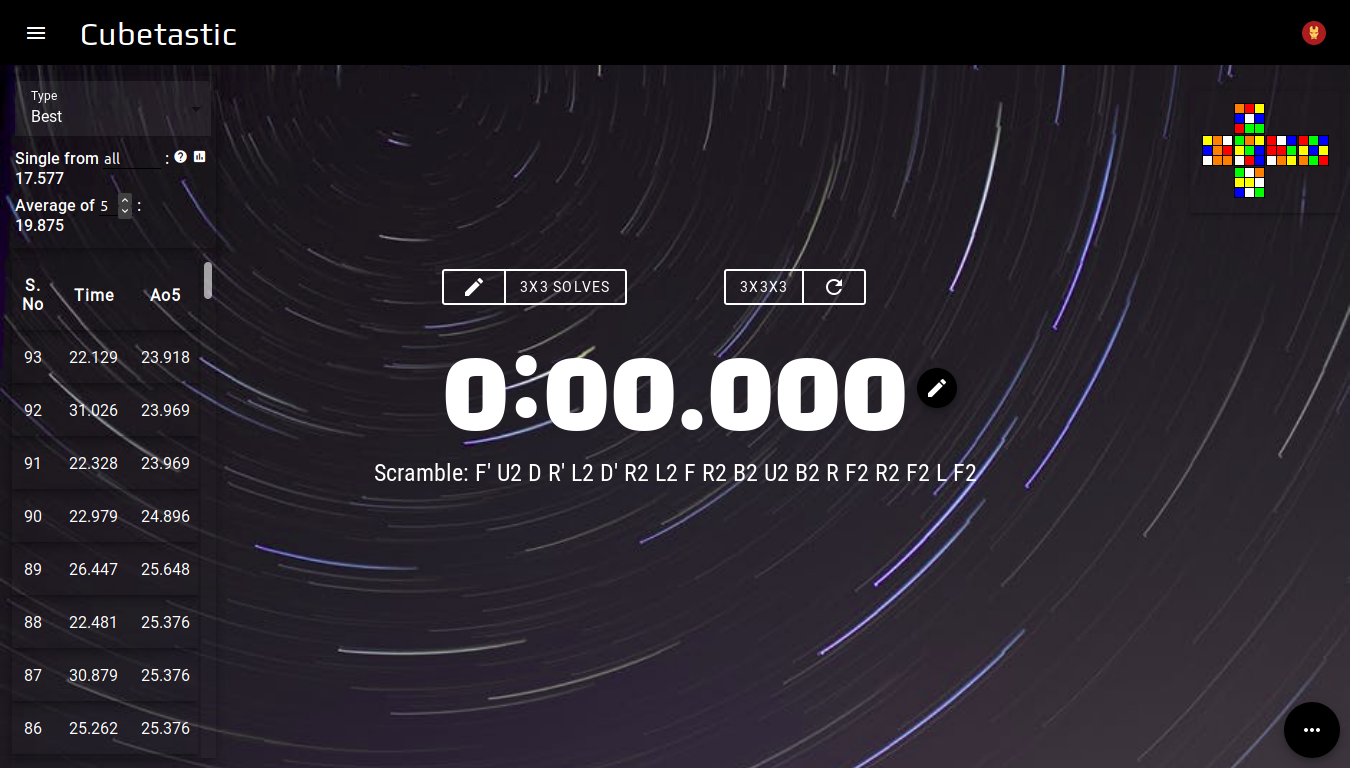 Cubetastic
Type
Best
Single from all :
17.577
Average of 5 :
19.875
S. No Time Ao5
93 22.129 23.918
92 31.026 23.969
91 22.328 23.969
90 22.979 24.896
89 26.447 25.648
88 22.481 25.376
87 30.879 25.376
86 25.262 25.376
3X3 SOLVES
3X3X3
0:00.000
Scramble: F' U2 D R' L2 D' R2 L2 F R2 B2 U2 B2 R F2 R2 F2 L F2